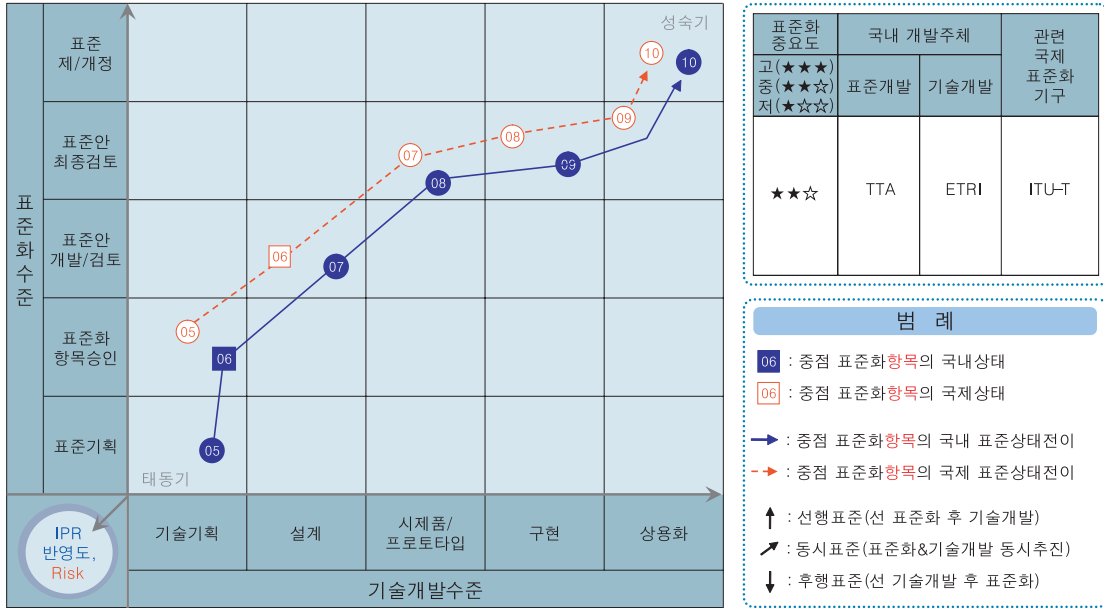 표준
제/개정
표준안
최종검토
표준안
개발/검토
표준화
항목승인
표준기획
표준화수준
성숙기
태동기
10
10
09
08
07
09
08
06
07
05
06
05
IPR
반영도,
Risk
기술기획
설계
시제품/
프로토타입
구현
상용화
기술개발수준
표준화
중요도
고(★★★)
중(★★☆)
저(★☆☆)
국내 개발주체
표준개발
기술개발
관련
국제
표준화
기구
★★☆
TTA
ETRI
ITU-T
범 례
06 : 중점 표준화항목의 국내상태
06 : 중점 표준화항목의 국제상태
: 중점 표준화항목의 국내 표준상태전이
: 중점 표준화항목의 국제 표준상태전이
: 선행표준(선 표준화 후 기술개발)
: 동시표준(표준화&기술개발 동시추진)
: 후행표준(선 기술개발 후 표준화)